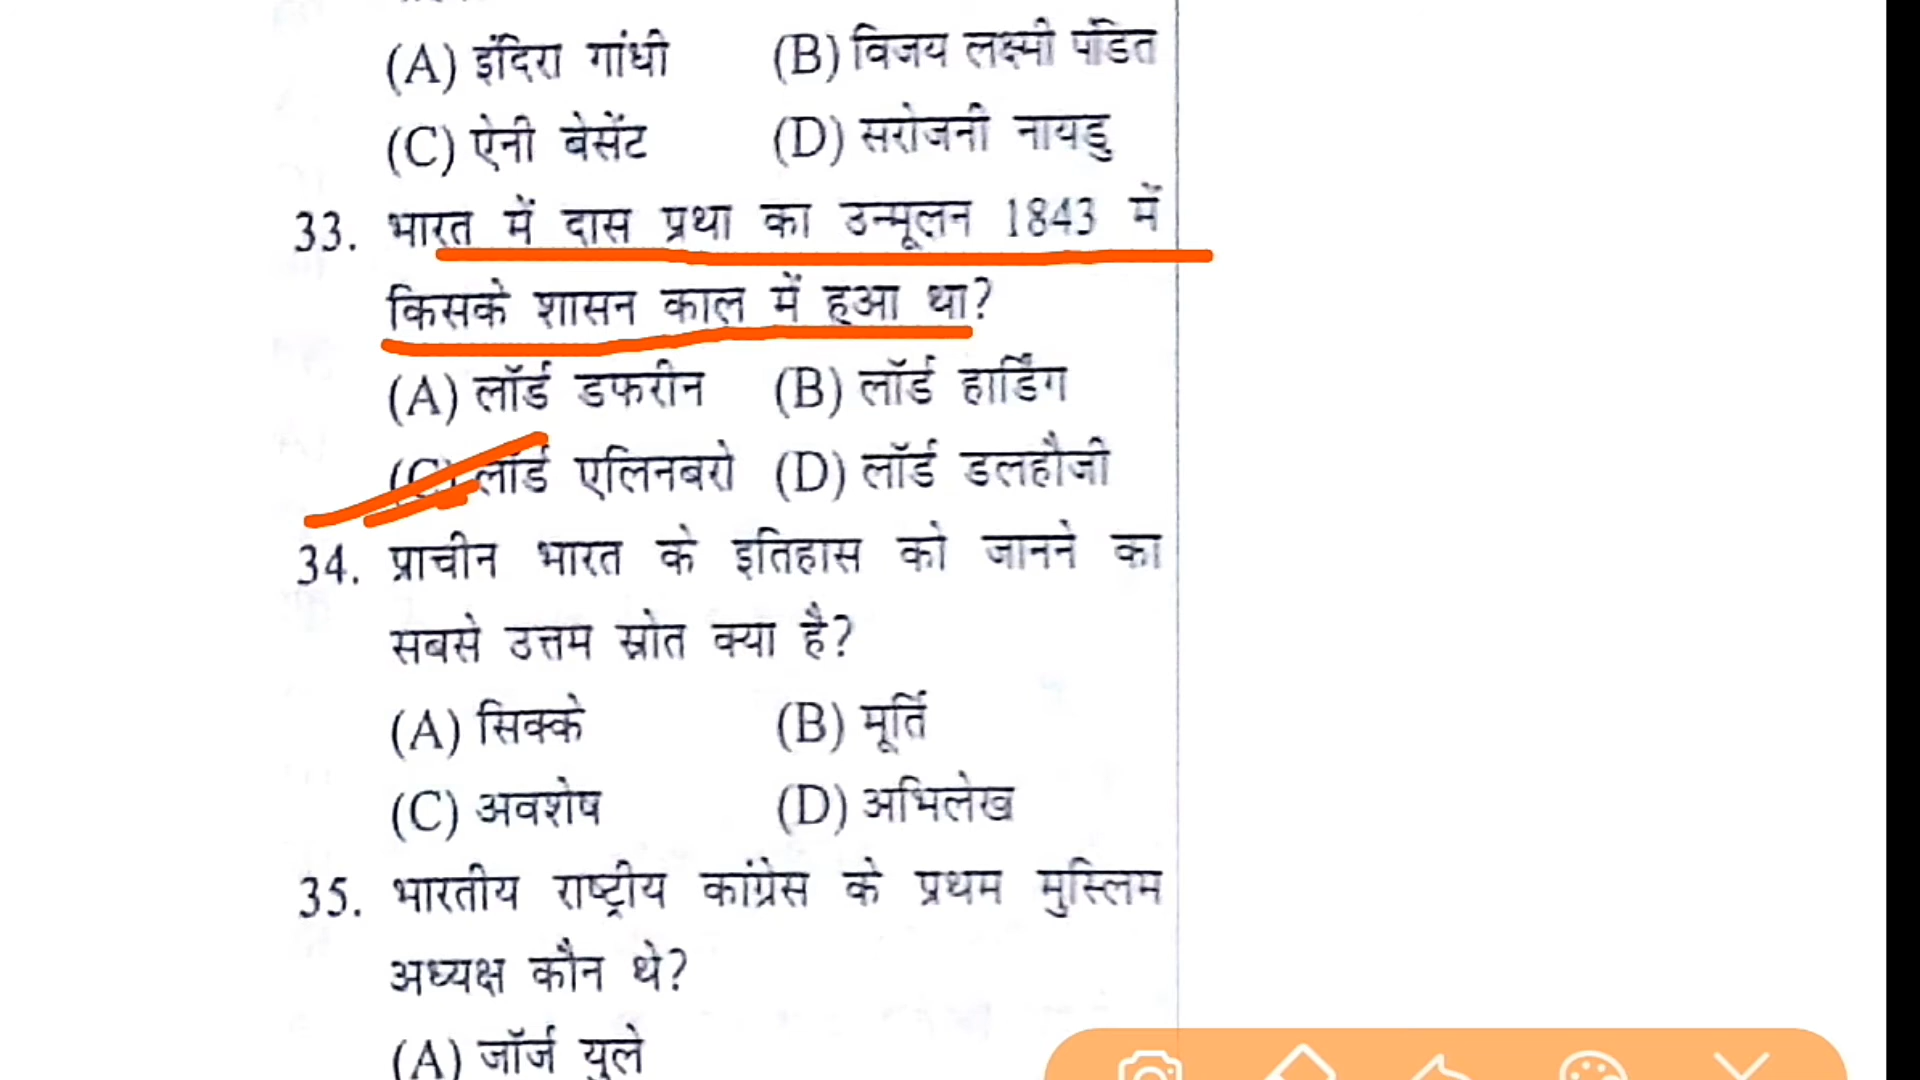 (A) इंदिरा गांधी (B) विजय लक्ष्मी पंडित
(C) ऐनी बेसेंट (D) सरोजनी नायडु
33. भारत में दास प्रथा का उन्मूलन 1843 में
किसके शासन काल में हुआ था?
(A) लॉर्ड डफरीन (B) लॉर्ड हार्डिंग
(C) लॉर्ड एलिनबरो (D) लॉर्ड डलहौजी
34. प्राचीन भारत के इतिहास को जानने का
सबसे उत्तम स्रोत क्या है?
(A) सिक्के (B) मूर्ति
(C) अवशेष (D) अभिलेख
35. भारतीय राष्ट्रीय कांग्रेस के प्रथम मुस्लिम
अध्यक्ष कौन थे?
(A) जॉर्ज युले